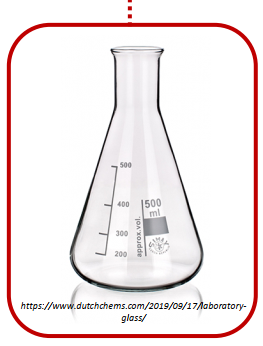 500
400
300
200
500
ml
approx.vol.
https://www.dutchchems.com/2019/09/17/laboratory-
glass/